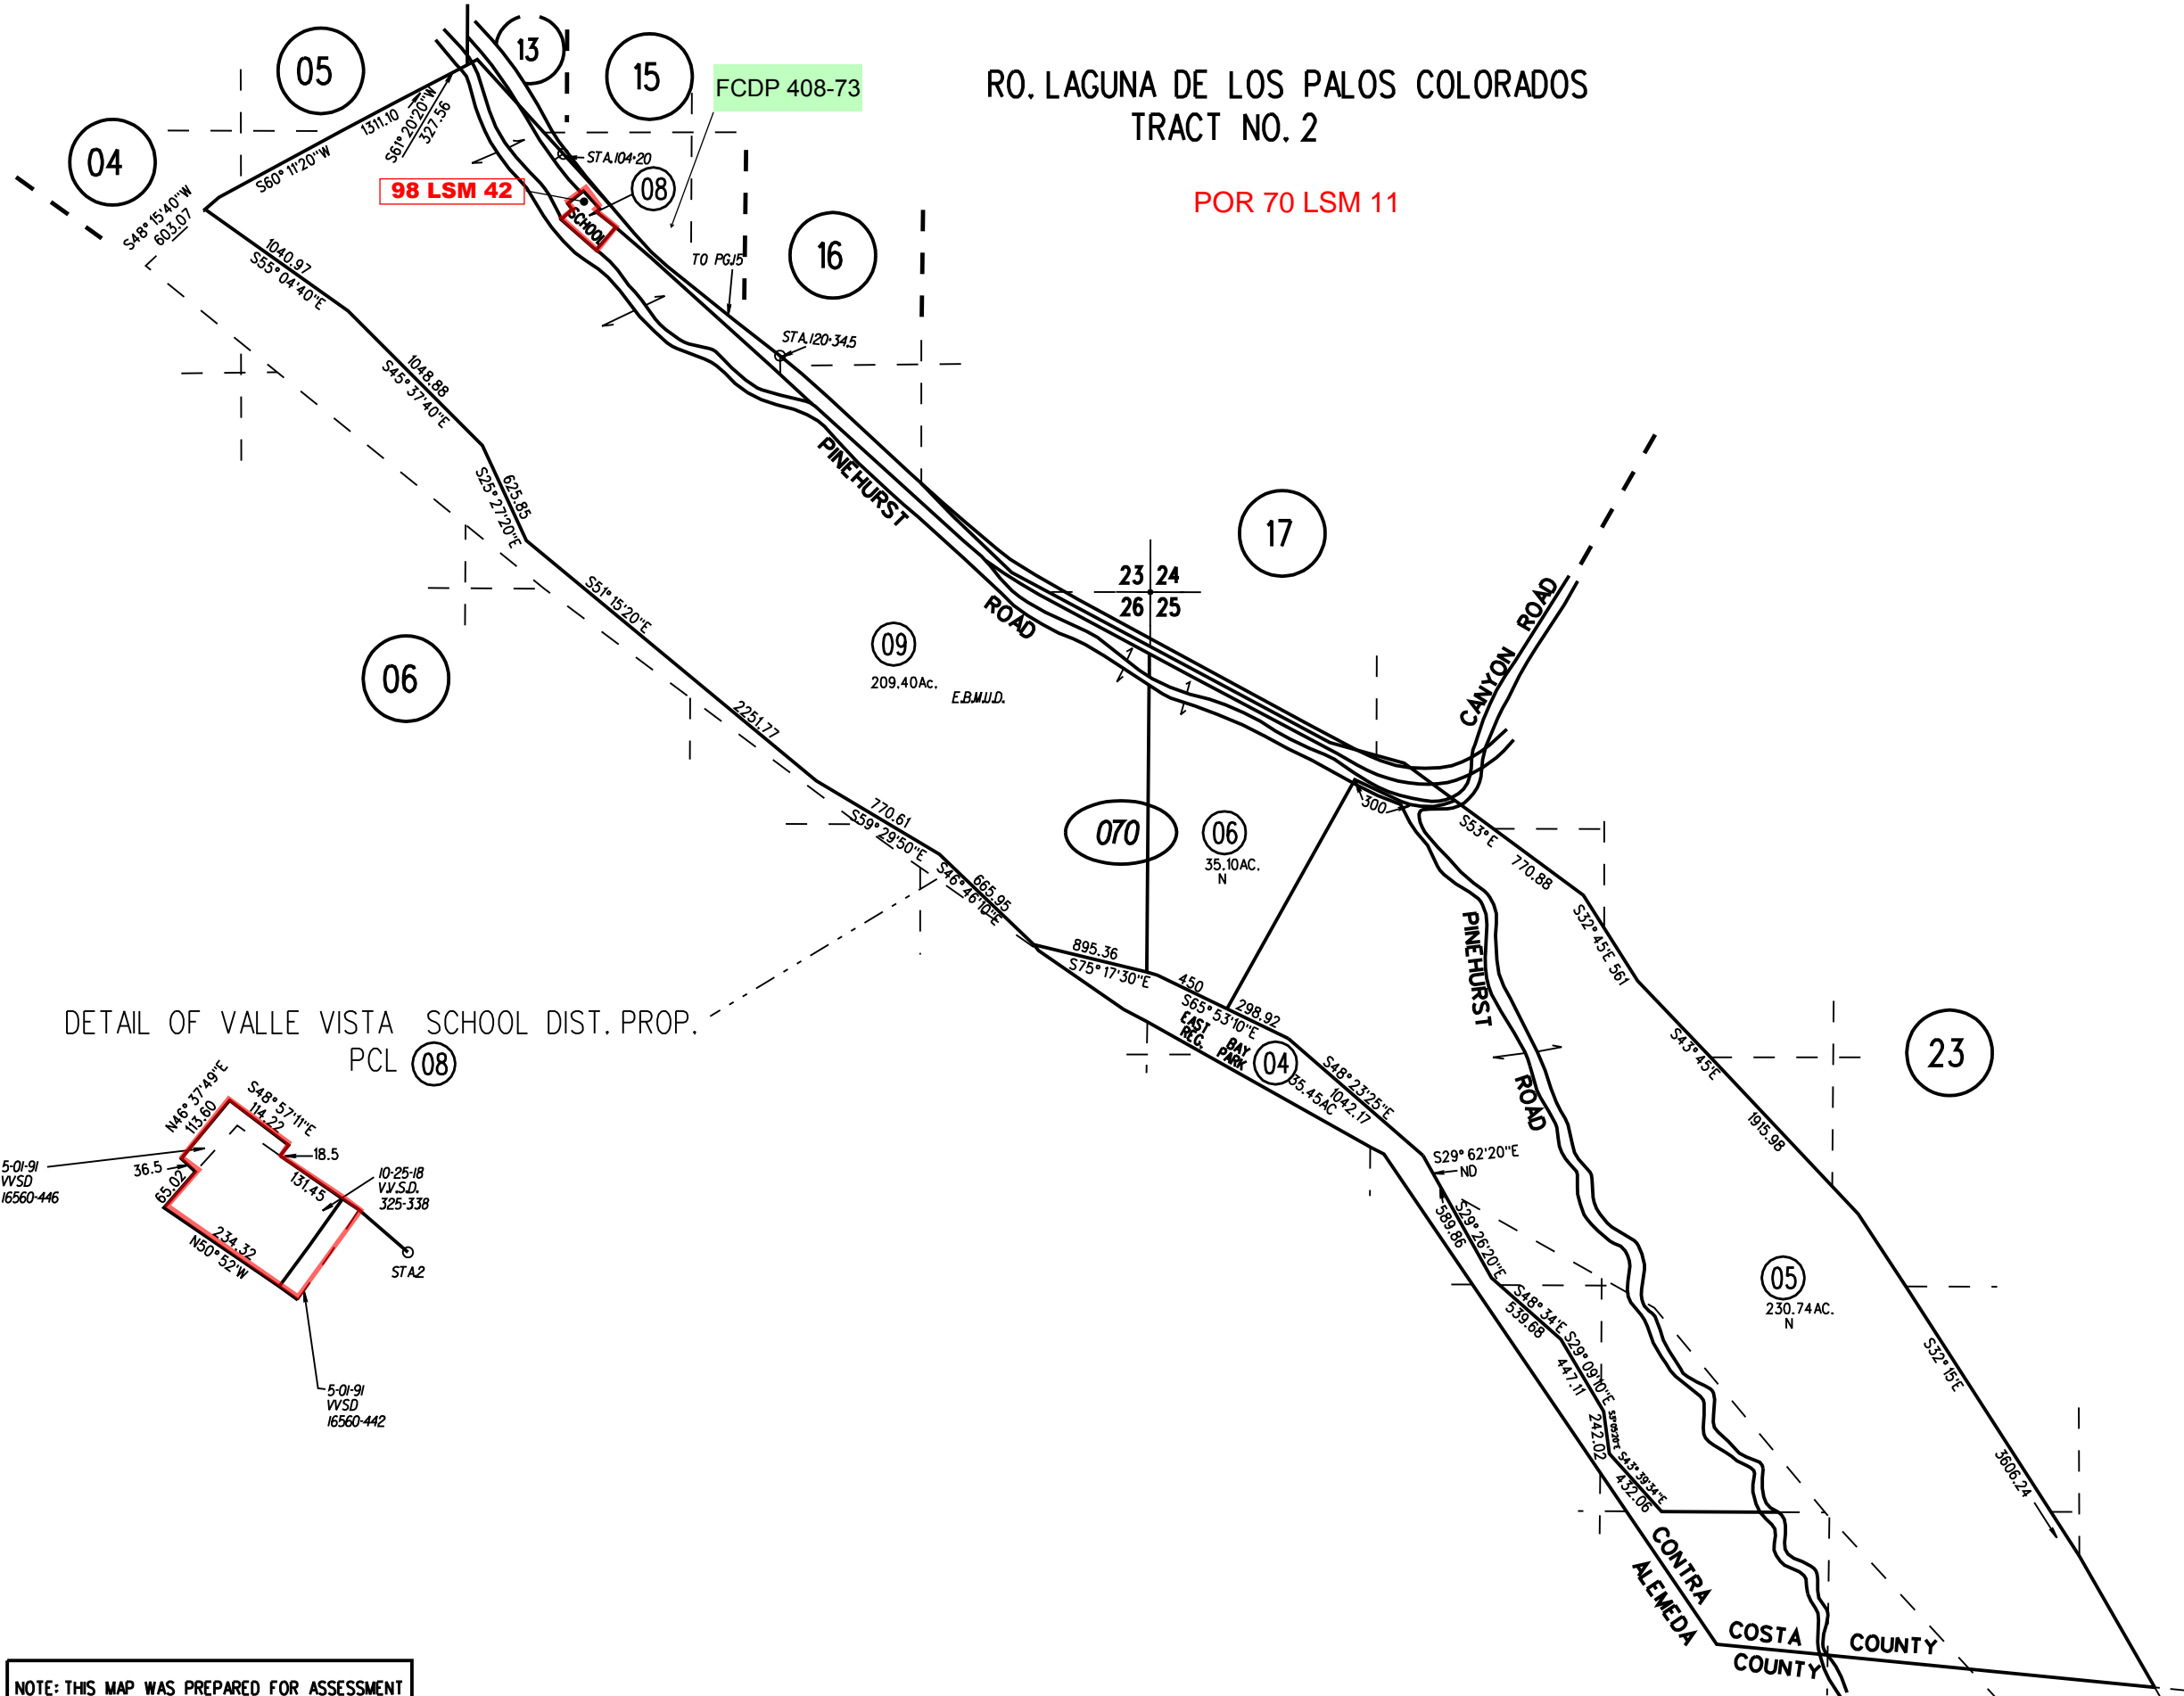 RO. LAGUNA DE LOS PALOS COLORADOS
TRACT NO. 2
POR 70 LSM 11
FCDP 408-73
98 LSM 42
05
13
15
04
08
SCHOOL
16
STA.104+20
TO PG.15
STA.120+34.5
1311.10
S60°11'20"W
S61°20'20"W
327.56
S48°15'40"W
603.07
1040.97
S55°04'40"E
1048.88
S45°37'40"E
625.85
S25°27'20"E
S51°15'20"E
2251.77
06
PINEHURST
ROAD
17
23 24
26 25
09
209.40Ac.
E.B.M.U.D.
CANYON ROAD
770.61
S59°29'50"E
665.95
S46°46'10"E
070
06
35.10AC.
N
300
S53°E 770.88
S32°45'E 561
S43°45'E
1915.98
23
895.36
S75°17'30"E
450
S65°53'10"E
298.92
EAST BAY
REG. PARK
04
35.45AC
S48°23'25"E
1042.17
PINEHURST
ROAD
S29°62'20"E
ND
589.86
S29°26'20"E
S48°34'E
539.68
S29°09'10"E
447.11
242.02
S43°39'34"E
432.06
05
230.74AC.
N
S32°15'E
3606.24
CONTRA
COSTA COUNTY
ALEMEDA
COUNTY
DETAIL OF VALLE VISTA SCHOOL DIST. PROP.
PCL 08
N46°37'49"E
113.60
S48°57'11"E
114.22
18.5
36.5
65.02
131.45
234.32
N50°52'W
5-01-91
VVSD
16560-446
10-25-18
V.V.S.D.
325-338
STA.2
5-01-91
VVSD
16560-442
NOTE: THIS MAP WAS PREPARED FOR ASSESSMENT